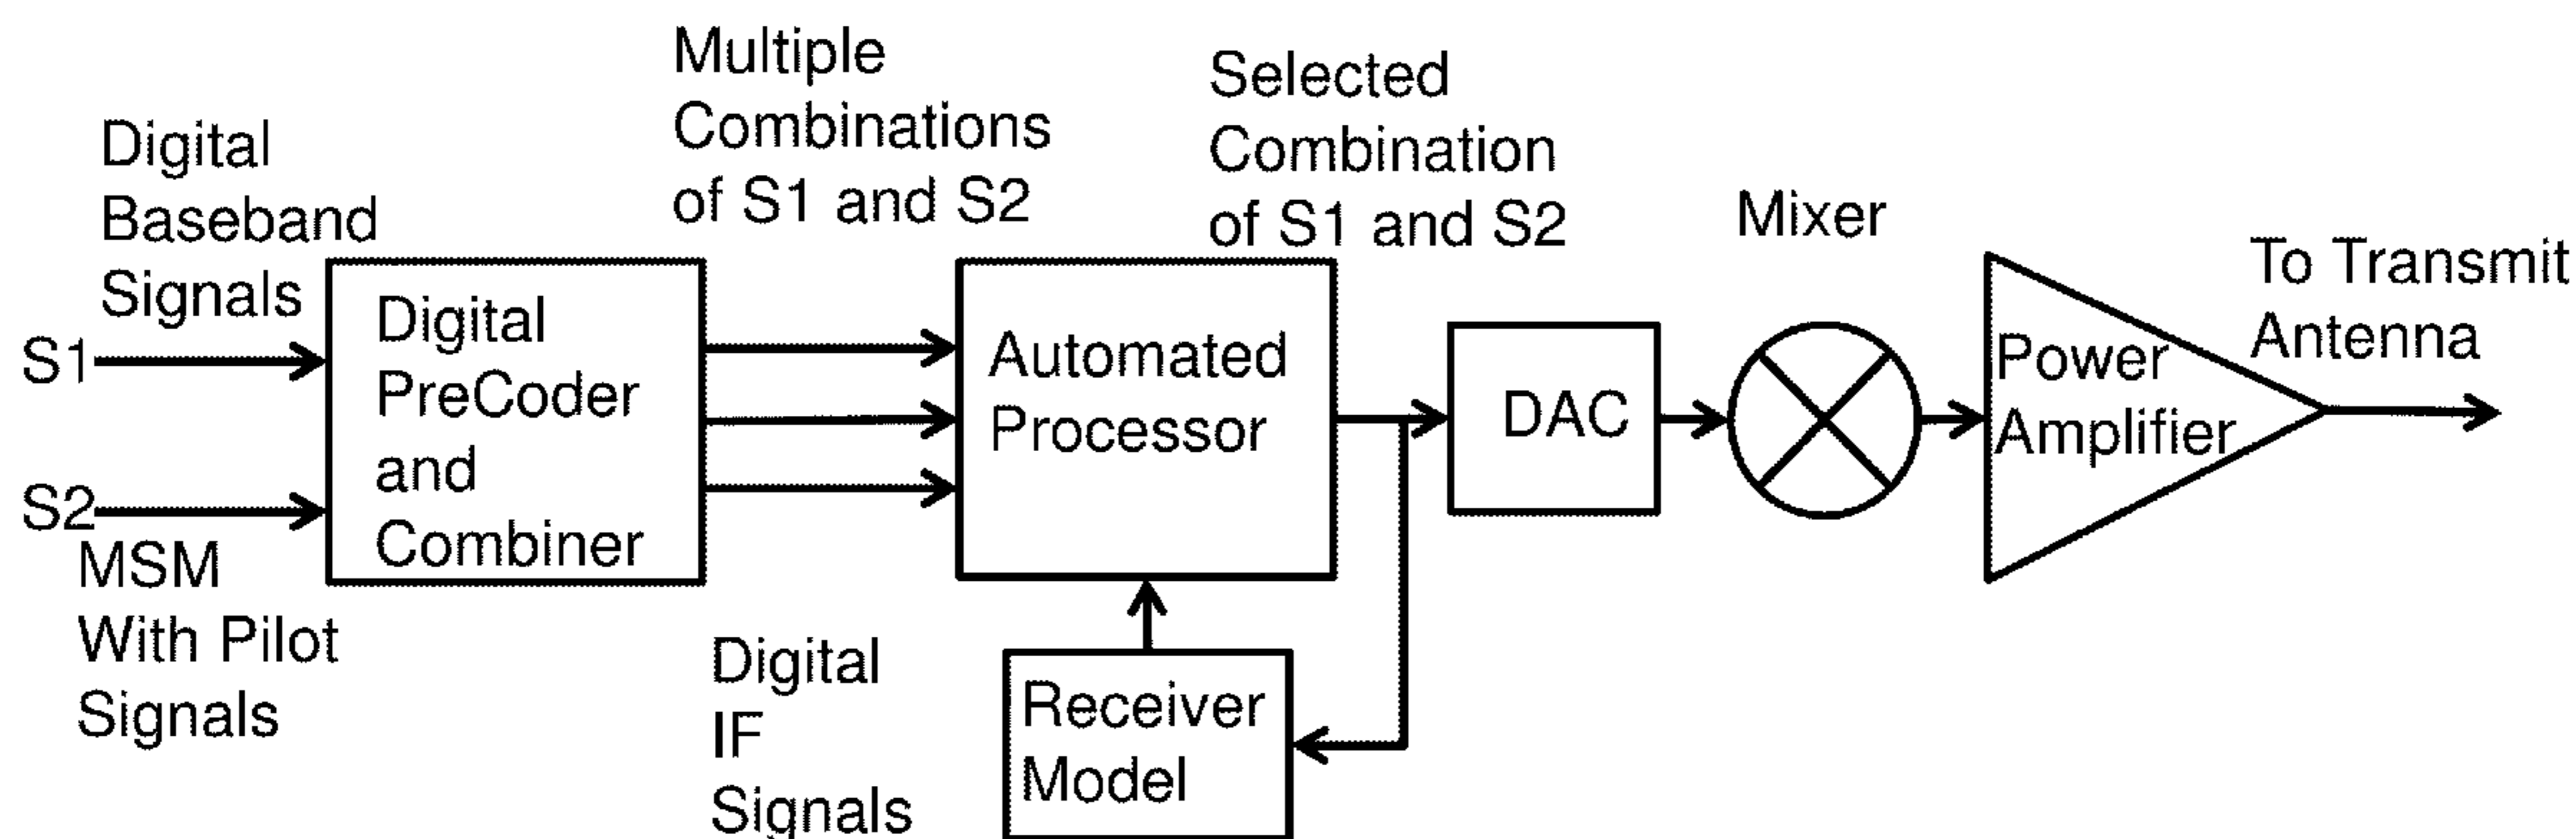 Digital
Baseband
Signals
S1
S2
MSM
With Pilot
Signals
Digital
PreCoder
and
Combiner
Multiple
Combinations
of S1 and S2
Digital
IF
Signals
Automated
Processor
Receiver
Model
Selected
Combination
of S1 and S2
DAC
Mixer
Power
Amplifier
To Transmit
Antenna